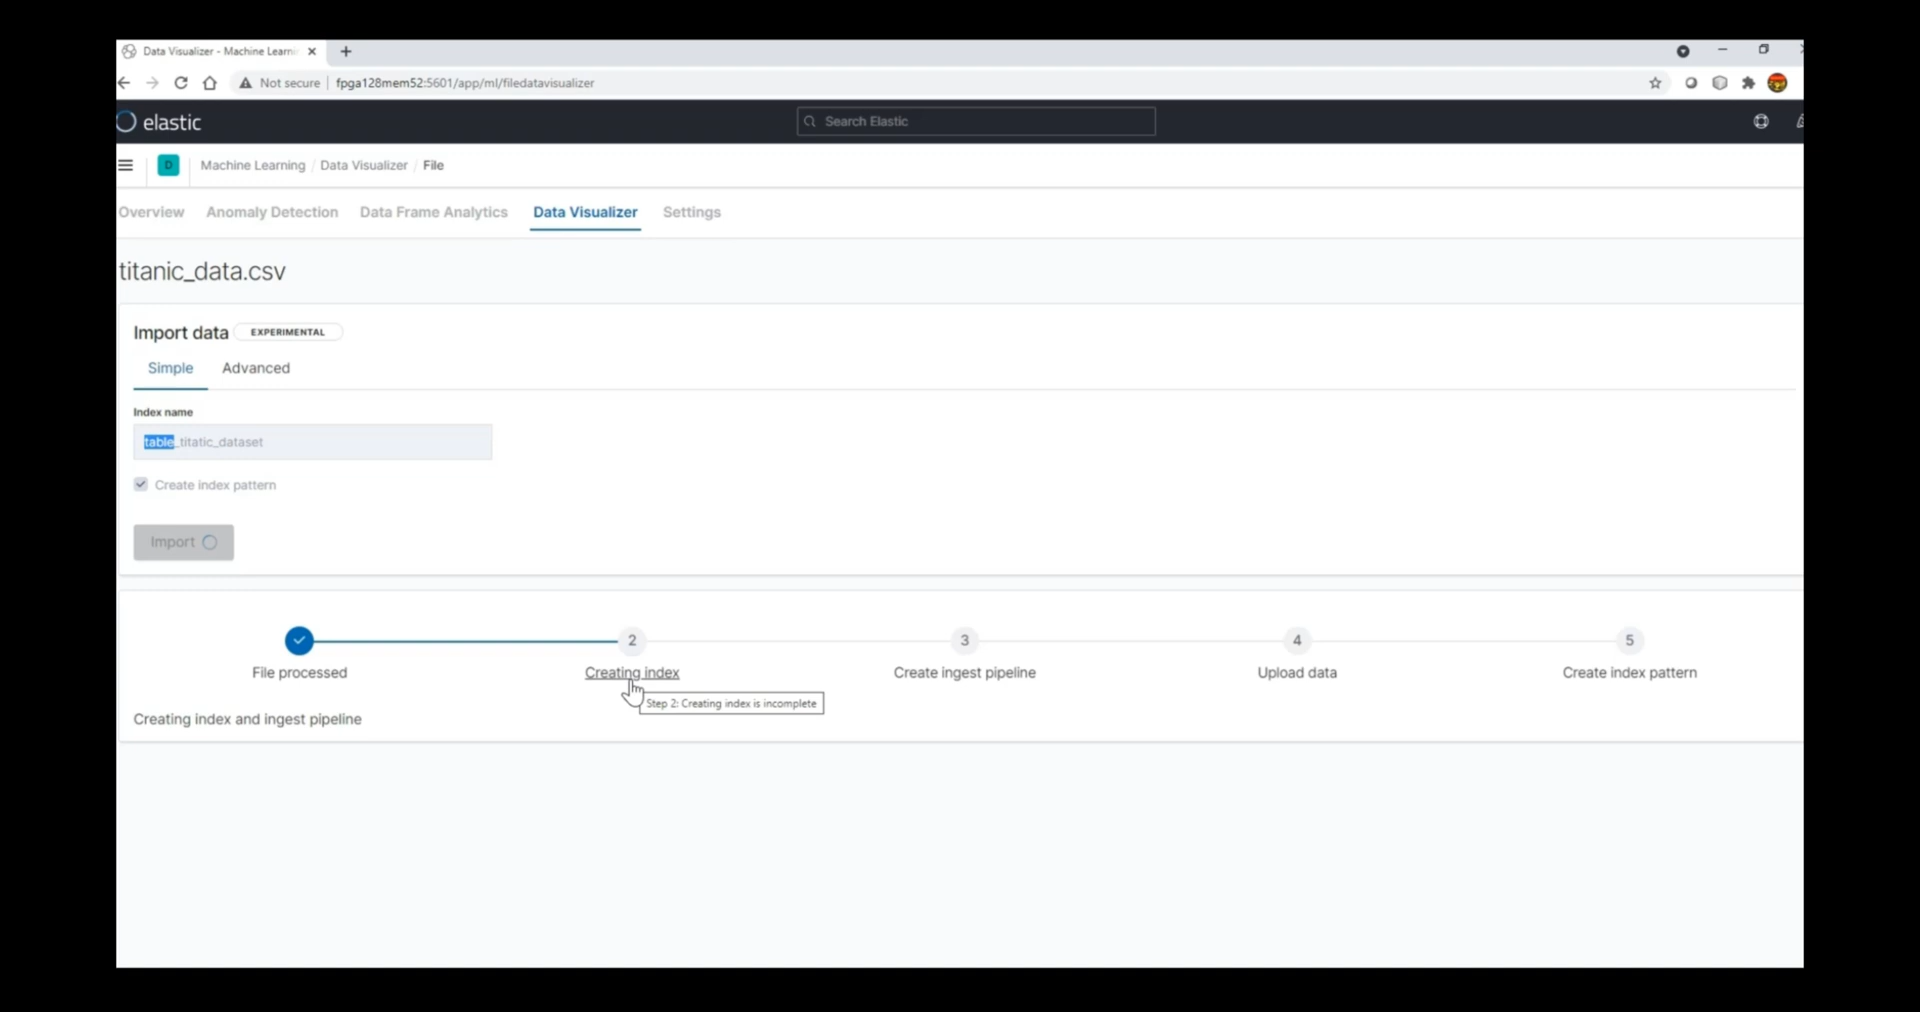 Data Visualizer - Machine Learni
Not secure | fpga128mem52:5601/app/ml/filedatavisualizer
elastic
Search Elastic
D
Machine Learning / Data Visualizer / File
Overview Anomaly Detection Data Frame Analytics Data Visualizer Settings
titanic_data.csv
Import data EXPERIMENTAL
Simple Advanced
Index name
table_titatic_dataset
Create index pattern
Import
2 3 4 5
File processed Creating index Create ingest pipeline Upload data Create index pattern
Step 2: Creating index is incomplete
Creating index and ingest pipeline